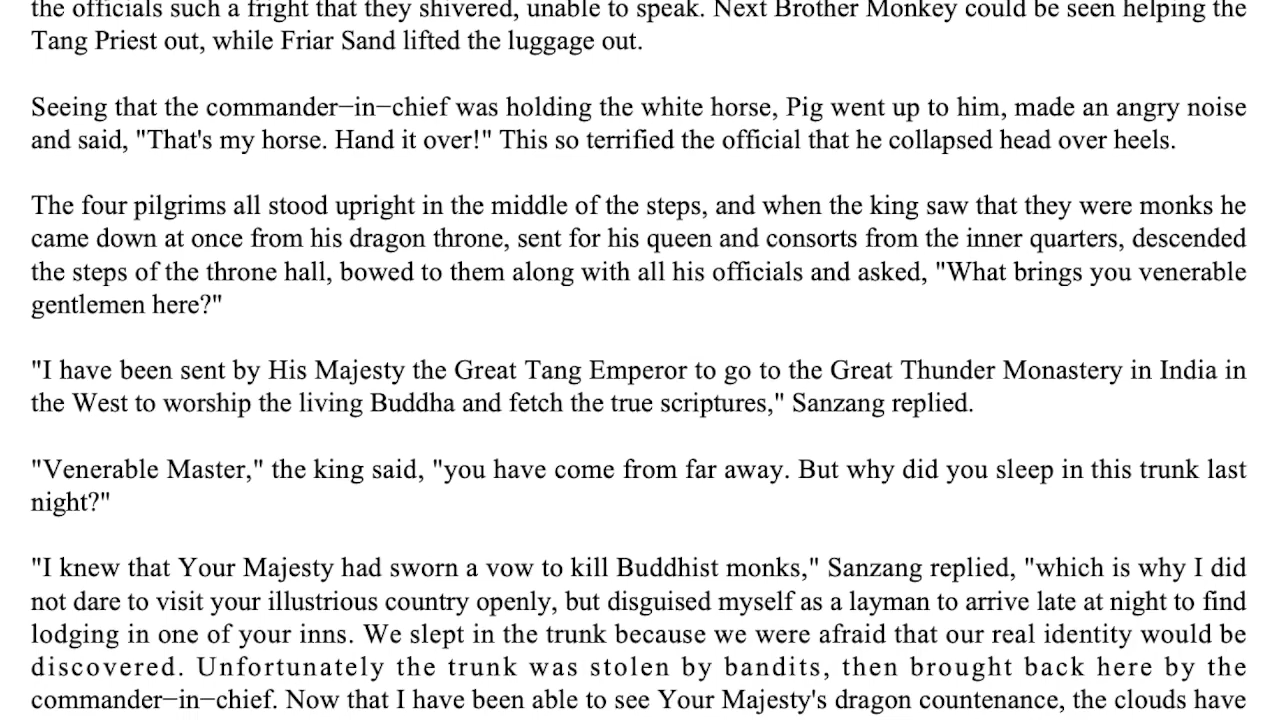 the officials such a fright that they shivered, unable to speak. Next Brother Monkey could be seen helping the
Tang Priest out, while Friar Sand lifted the luggage out.
Seeing that the commander−in−chief was holding the white horse, Pig went up to him, made an angry noise
and said, "That's my horse. Hand it over!" This so terrified the official that he collapsed head over heels.
The four pilgrims all stood upright in the middle of the steps, and when the king saw that they were monks he
came down at once from his dragon throne, sent for his queen and consorts from the inner quarters, descended
the steps of the throne hall, bowed to them along with all his officials and asked, "What brings you venerable
gentlemen here?"
"I have been sent by His Majesty the Great Tang Emperor to go to the Great Thunder Monastery in India in
the West to worship the living Buddha and fetch the true scriptures," Sanzang replied.
"Venerable Master," the king said, "you have come from far away. But why did you sleep in this trunk last
night?"
"I knew that Your Majesty had sworn a vow to kill Buddhist monks," Sanzang replied, "which is why I did
not dare to visit your illustrious country openly, but disguised myself as a layman to arrive late at night to find
lodging in one of your inns. We slept in the trunk because we were afraid that our real identity would be
discovered. Unfortunately the trunk was stolen by bandits, then brought back here by the
commander−in−chief. Now that I have been able to see Your Majesty's dragon countenance, the clouds have